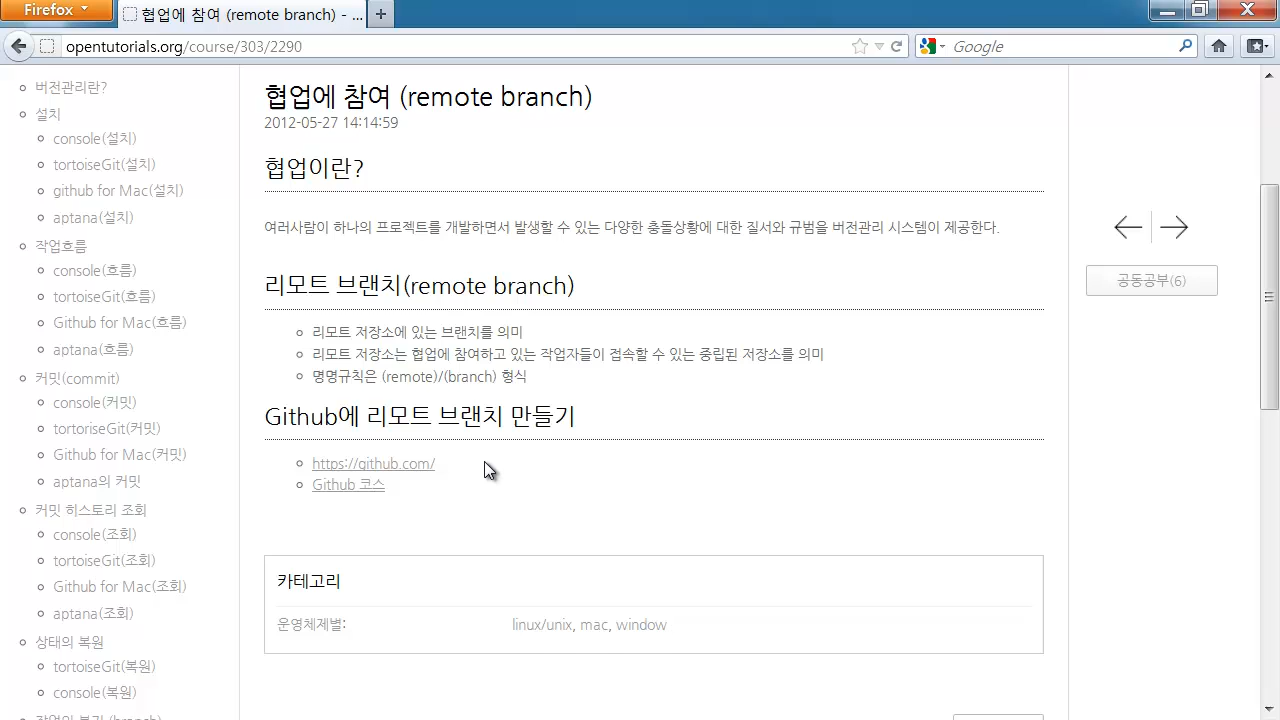 Firefox
협업에 참여 (remote branch) - ...
opentutorials.org/course/303/2290
Google
버전관리란?
설치
console(설치)
tortoiseGit(설치)
github for Mac(설치)
aptana(설치)
작업흐름
console(흐름)
tortoiseGit(흐름)
Github for Mac(흐름)
aptana(흐름)
커밋(commit)
console(커밋)
tortoriseGit(커밋)
Github for Mac(커밋)
aptana의 커밋
커밋 히스토리 조회
console(조회)
tortoiseGit(조회)
Github for Mac(조회)
aptana(조회)
상태의 복원
tortoiseGit(복원)
console(복원)
협업에 참여 (remote branch)
2012-05-27 14:14:59
협업이란?
여러사람이 하나의 프로젝트를 개발하면서 발생할 수 있는 다양한 충돌상황에 대한 질서와 규범을 버전관리 시스템이 제공한다.
리모트 브랜치(remote branch)
리모트 저장소에 있는 브랜치를 의미
리모트 저장소는 협업에 참여하고 있는 작업자들이 접속할 수 있는 중립된 저장소를 의미
명명규칙은 (remote)/(branch) 형식
Github에 리모트 브랜치 만들기
https://github.com/
Github 코스
카테고리
운영체제별:
linux/unix, mac, window
공동공부(6)